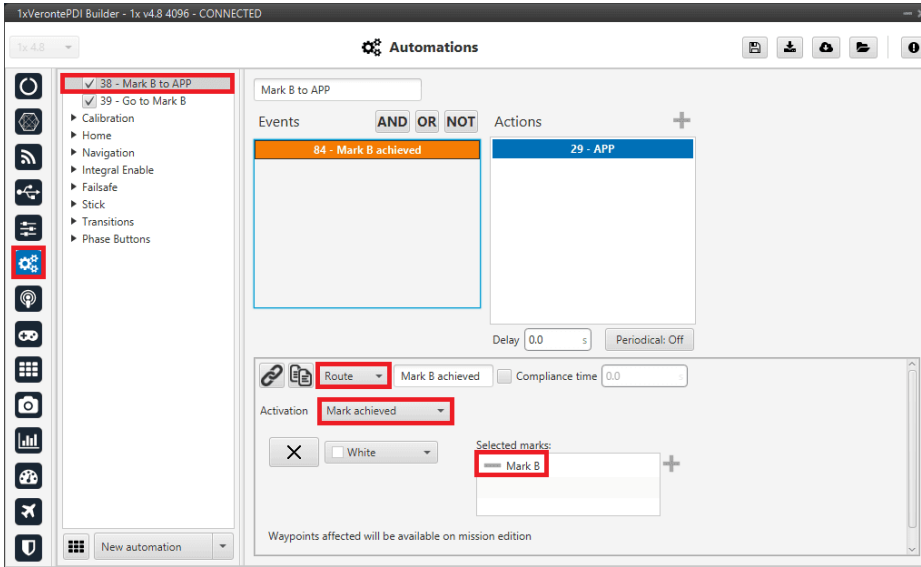 1xVerontePDI Builder - 1x v4.8 4096 - CONNECTED
1x 4.8
Automations
38 - Mark B to APP
39 - Go to Mark B
Calibration
Home
Navigation
Integral Enable
Failsafe
Stick
Transitions
Phase Buttons
New automation
Mark B to APP
Events AND OR NOT Actions
84 - Mark B achieved
29 - APP
Delay 0.0 s Periodical: Off
Route Mark B achieved Compliance time 0.0 s
Activation Mark achieved
White
Selected marks:
Mark B
Waypoints affected will be available on mission edition